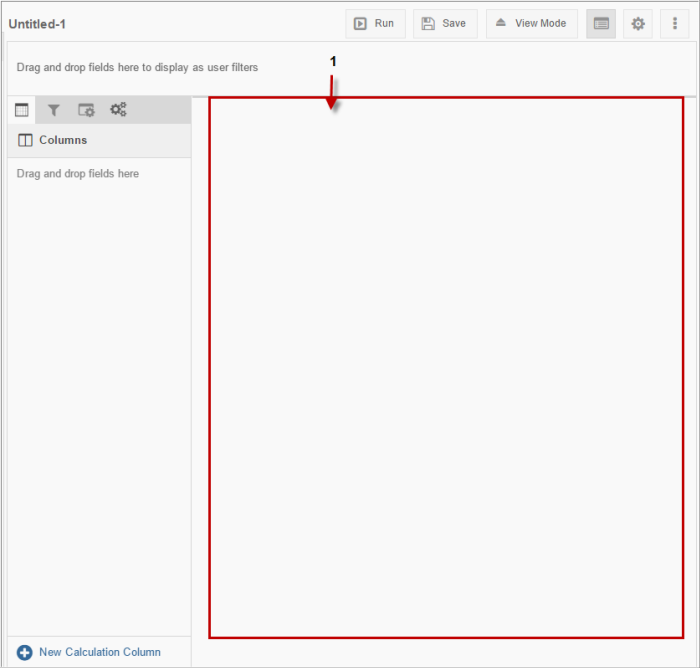 Untitled-1 Run Save View Mode
Drag and drop fields here to display as user filters
1
Columns
Drag and drop fields here
New Calculation Column